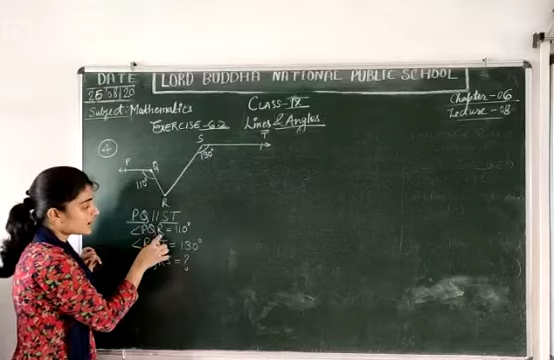 DATE
25/08/20
LORD BUDDHA NATIONAL PUBLIC SCHOOL
Subject: Mathematics
CLASS-IX
Chapter-06
Lecture-08
EXERCISE-6.2
Lines & Angles
4
P
Q
110°
R
S
130°
T
PQ || ST
∠PQR = 110°
= 130°
= ?